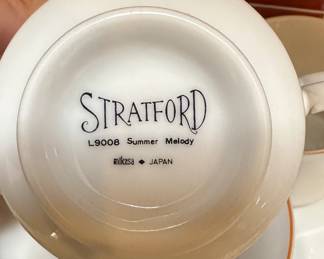 STRATFORD
L9008 Summer Melody
mikasa ◆ JAPAN